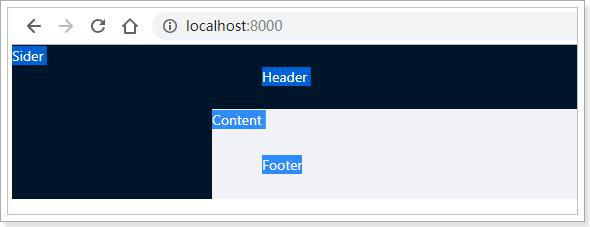 localhost:8000
Sider
Header
Content
Footer